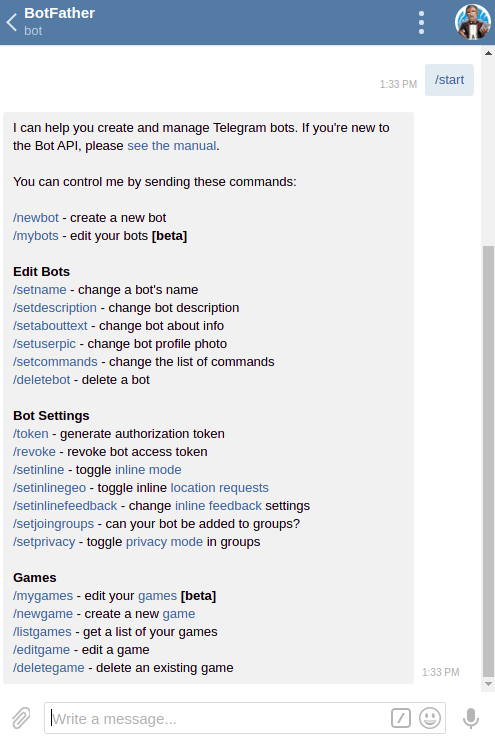 BotFather
bot
/start
1:33 PM
I can help you create and manage Telegram bots. If you're new to
the Bot API, please see the manual.
You can control me by sending these commands:
/newbot - create a new bot
/mybots - edit your bots [beta]
Edit Bots
/setname - change a bot's name
/setdescription - change bot description
/setabouttext - change bot about info
/setuserpic - change bot profile photo
/setcommands - change the list of commands
/deletebot - delete a bot
Bot Settings
/token - generate authorization token
/revoke - revoke bot access token
/setinline - toggle inline mode
/setinlinegeo - toggle inline location requests
/setinlinefeedback - change inline feedback settings
/setjoingroups - can your bot be added to groups?
/setprivacy - toggle privacy mode in groups
Games
/mygames - edit your games [beta]
/newgame - create a new game
/listgames - get a list of your games
/editgame - edit a game
/deletegame - delete an existing game
1:33 PM
Write a message...